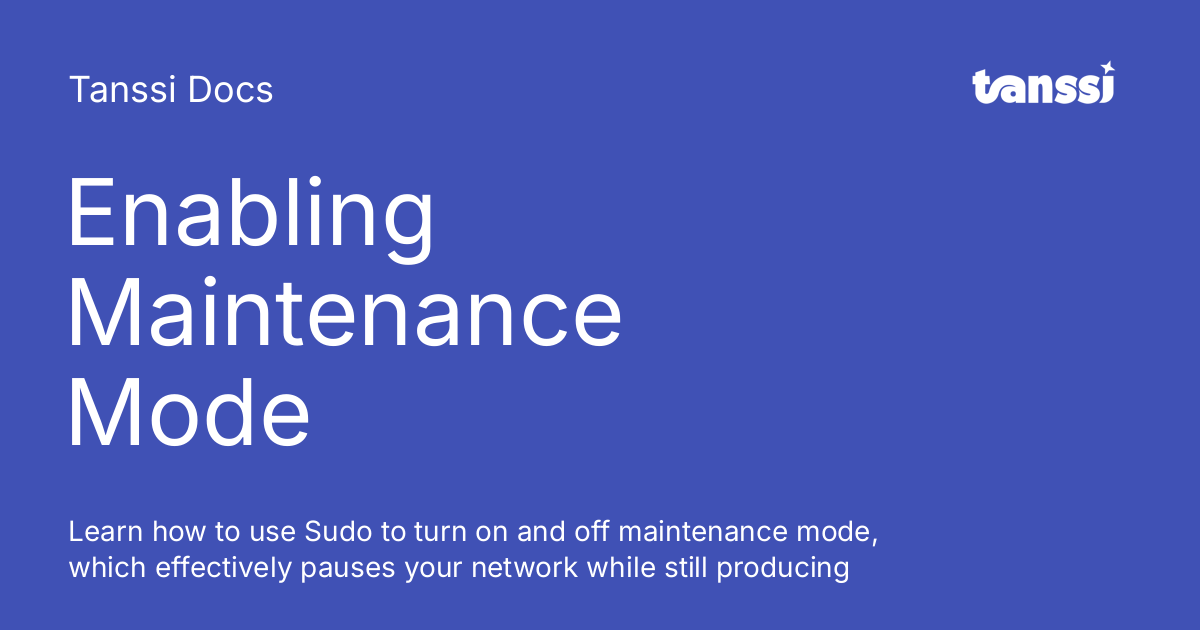 Tanssi Docs
tanssi
Enabling
Maintenance
Mode
Learn how to use Sudo to turn on and off maintenance mode,
which effectively pauses your network while still producing